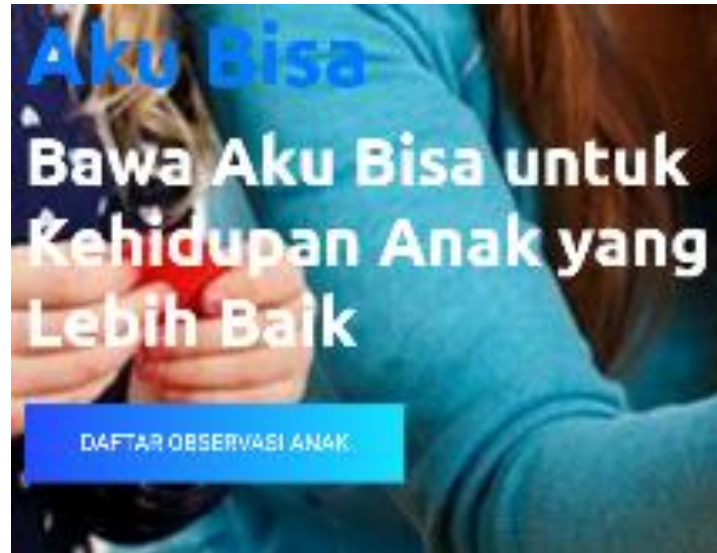 Aku Bisa
Bawa Aku Bisa untuk
Kehidupan Anak yang
Lebih Baik
DAFTAR OBSERVASI ANAK